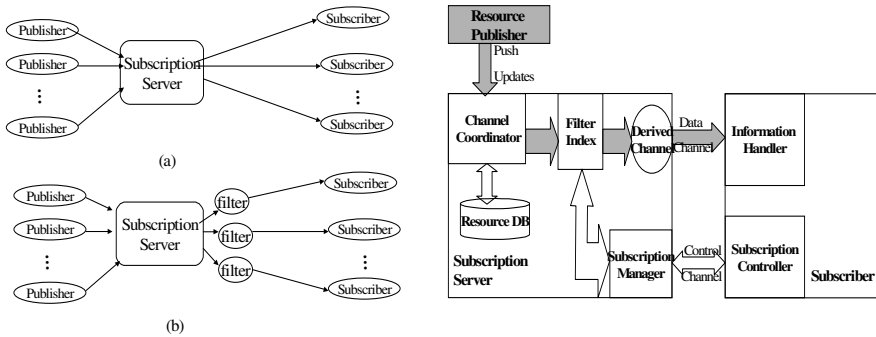 Publisher
Publisher
Publisher
Subscription
Server
Subscriber
Subscriber
Subscriber
(a)
Publisher
Publisher
Publisher
Subscription
Server
filter
filter
filter
Subscriber
Subscriber
Subscriber
(b)
Resource
Publisher
Push
Updates
Channel
Coordinator
Filter
Index
Derived
Channel
Data
Channel
Information
Handler
Resource DB
Subscription
Server
Subscription
Manager
Control
Channel
Subscription
Controller
Subscriber